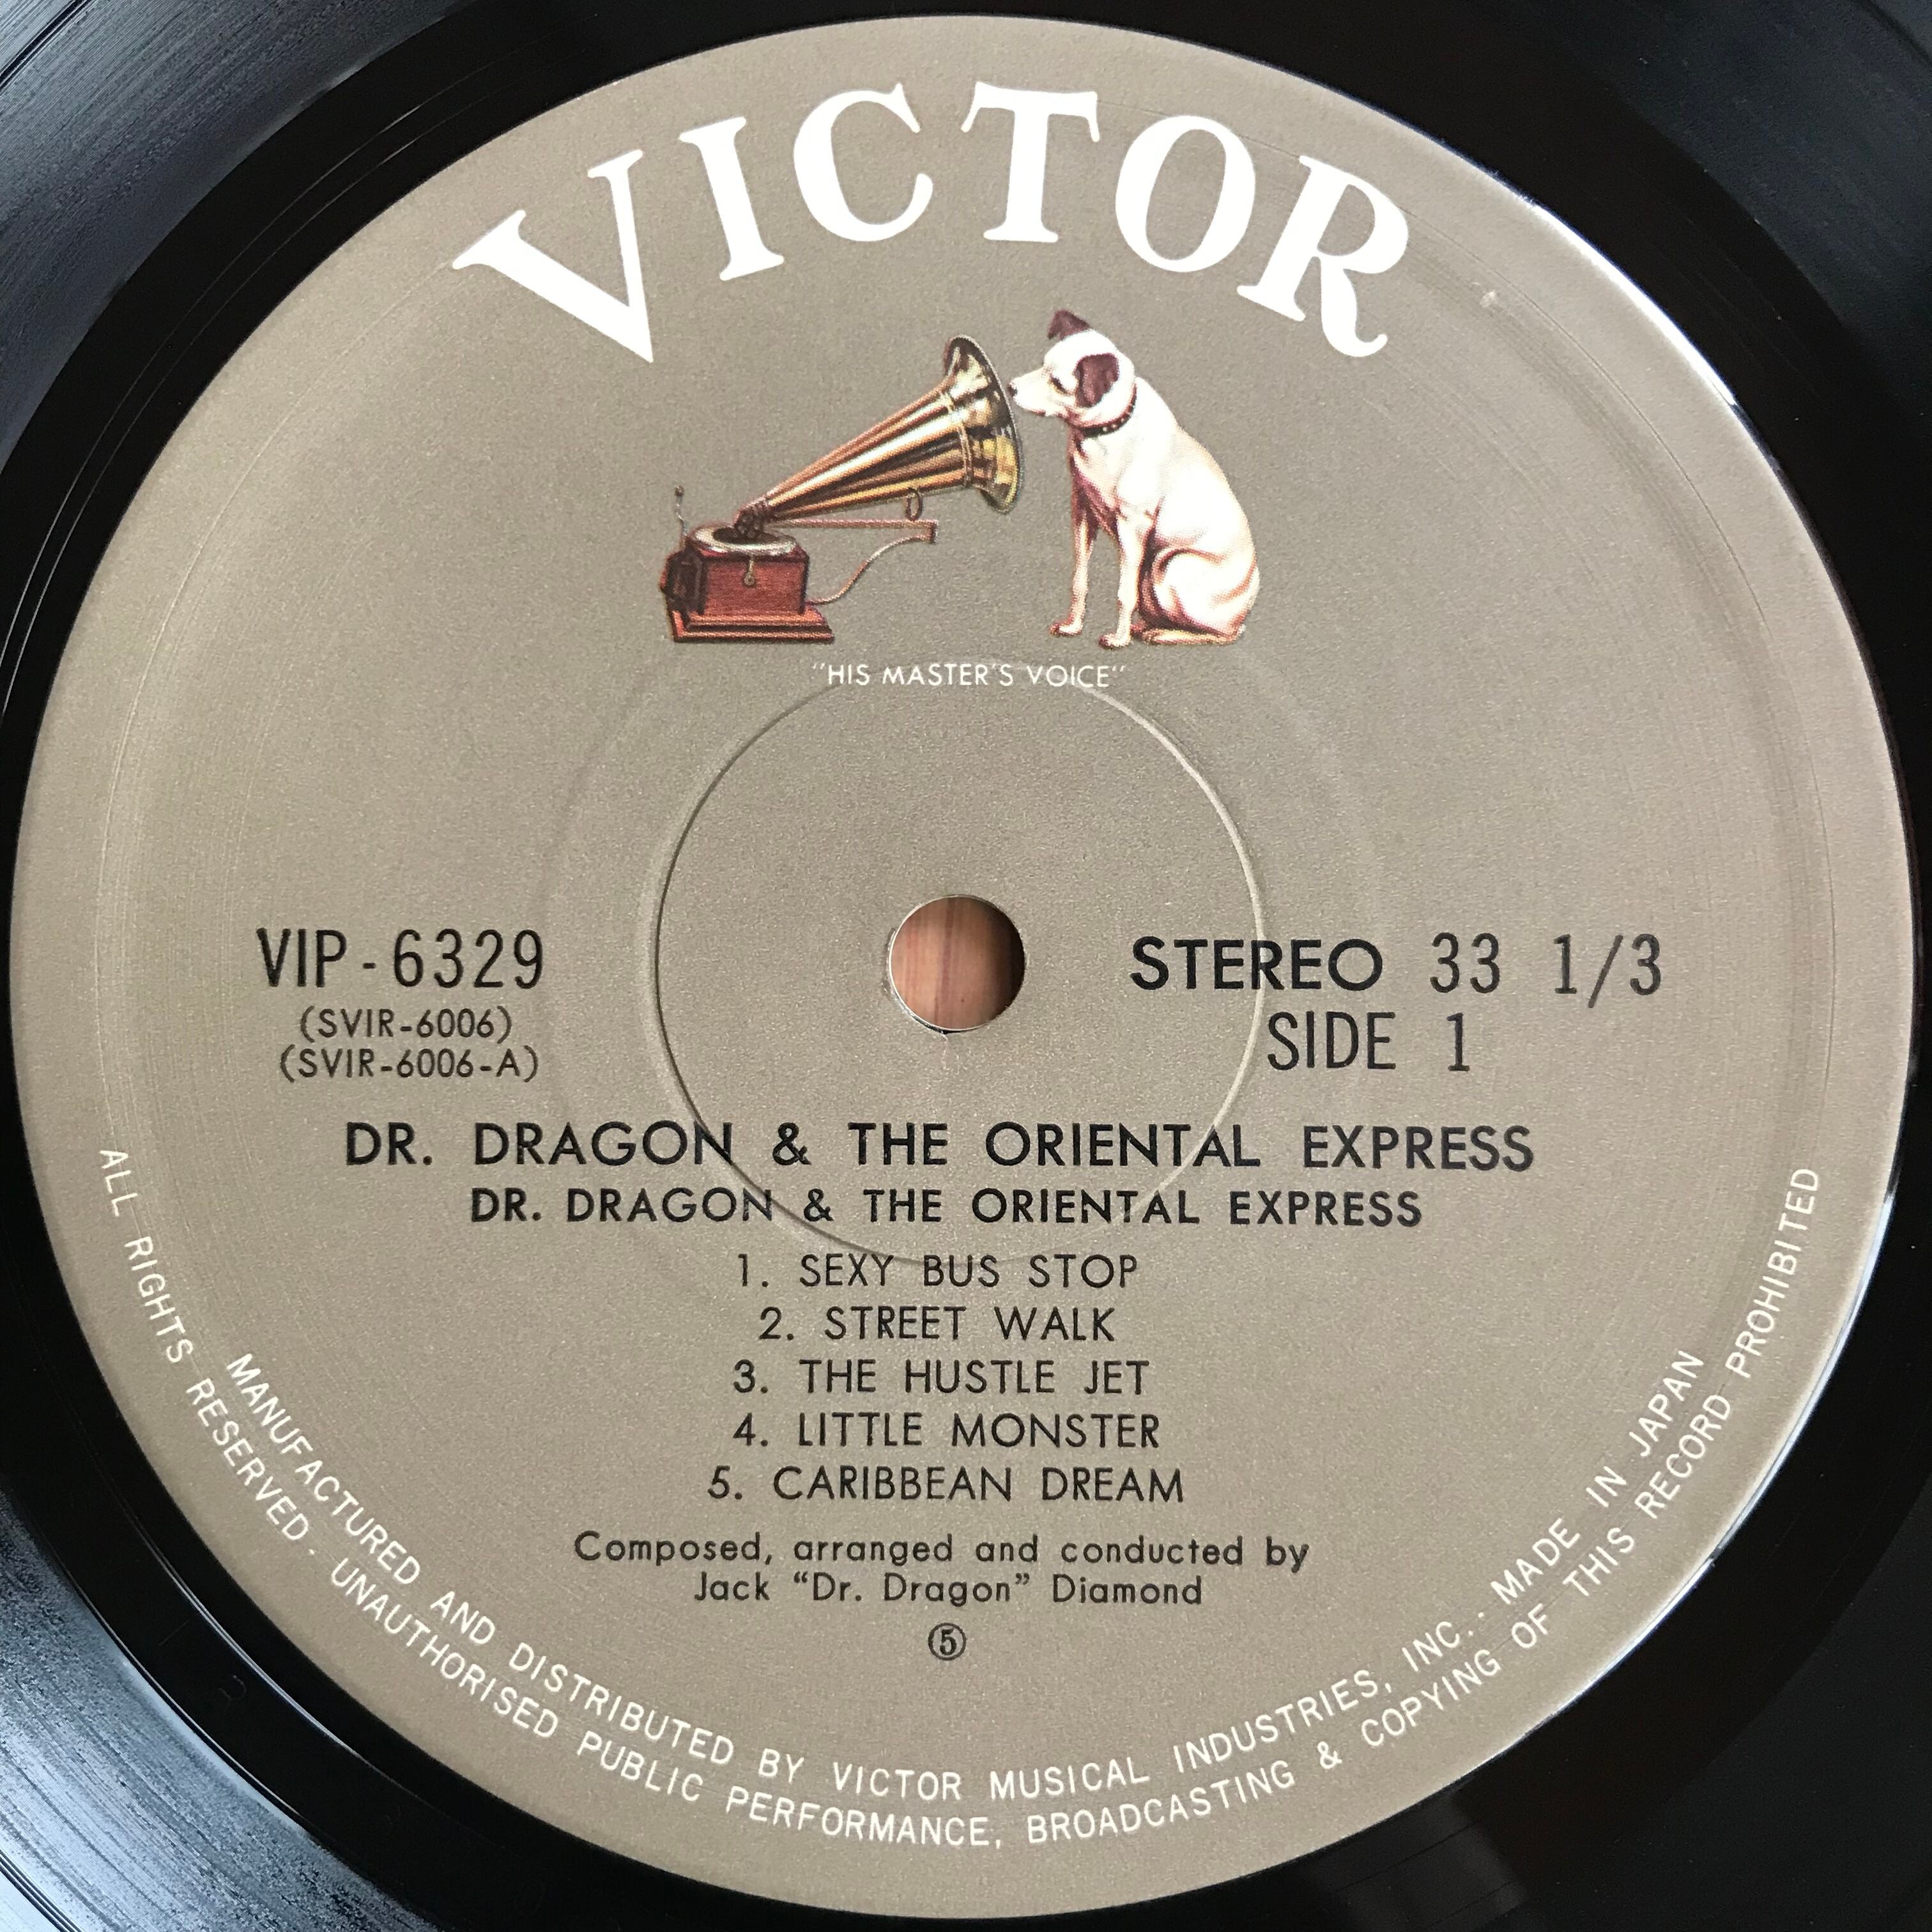 VICTOR
"HIS MASTER'S VOICE"
VIP-6329
(SVIR-6006)
(SVIR-6006-A)
STEREO 33 1/3
SIDE 1
DR. DRAGON & THE ORIENTAL EXPRESS
DR. DRAGON & THE ORIENTAL EXPRESS
1. SEXY BUS STOP
2. STREET WALK
3. THE HUSTLE JET
4. LITTLE MONSTER
5. CARIBBEAN DREAM
Composed, arranged and conducted by
Jack “Dr. Dragon” Diamond
⑤
MANUFACTURED AND DISTRIBUTED BY VICTOR MUSICAL INDUSTRIES, INC.. MADE IN JAPAN
ALL RIGHTS RESERVED. UNAUTHORISED PUBLIC PERFORMANCE, BROADCASTING & COPYING OF THIS RECORD PROHIBITED